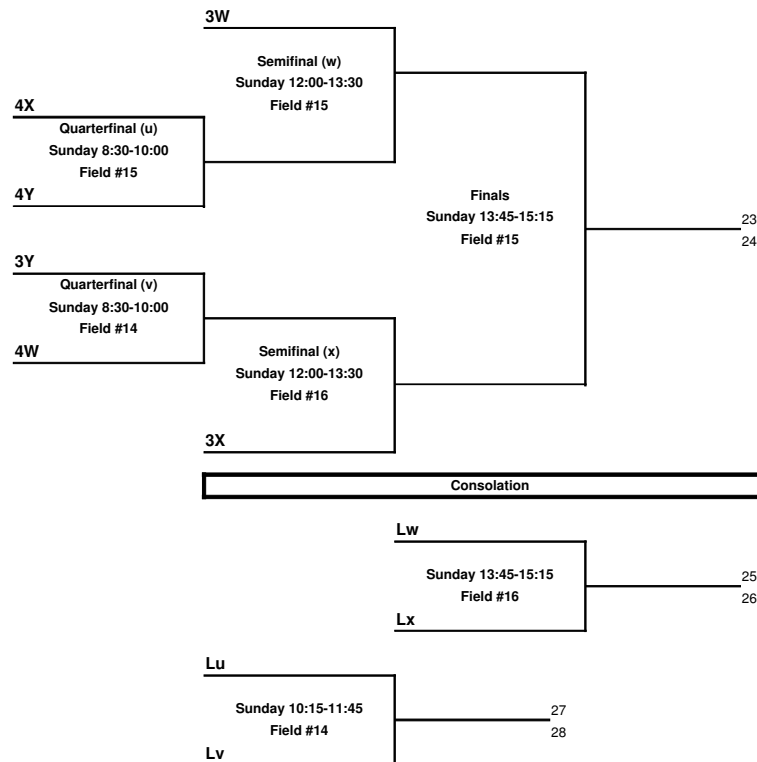 3W
Semifinal (w)
Sunday 12:00-13:30
Field #15
4X
Quarterfinal (u)
Sunday 8:30-10:00
Field #15
4Y
Finals
Sunday 13:45-15:15
Field #15
23
24
3Y
Quarterfinal (v)
Sunday 8:30-10:00
Field #14
4W
Semifinal (x)
Sunday 12:00-13:30
Field #16
3X
Consolation
Lw
Sunday 13:45-15:15
Field #16
25
26
Lx
Lu
Sunday 10:15-11:45
Field #14
27
28
Lv